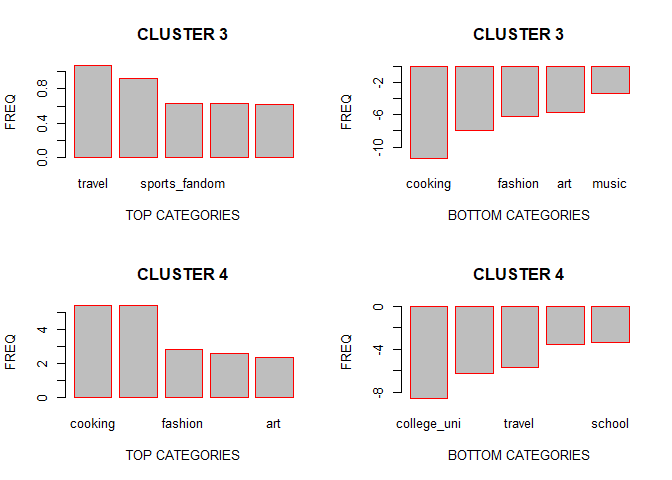 CLUSTER 3
FREQ
0.0 0.4 0.8
travel sports_fandom
TOP CATEGORIES
CLUSTER 3
FREQ
-10 -6 -2
cooking fashion art music
BOTTOM CATEGORIES
CLUSTER 4
FREQ
0 2 4
cooking fashion art
TOP CATEGORIES
CLUSTER 4
FREQ
-8 -4 0
college_uni travel school
BOTTOM CATEGORIES